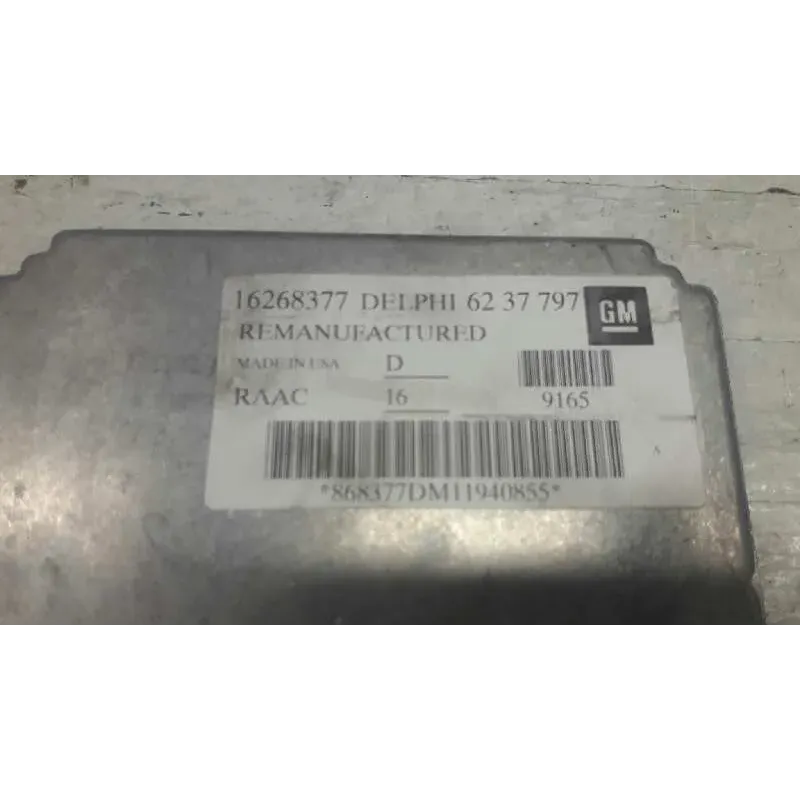 16268377 DELPHI 62 37 797 GM
REMANUFACTURED
MADE IN USA D
RAAC 16 9165
*868377DM11940855*
A